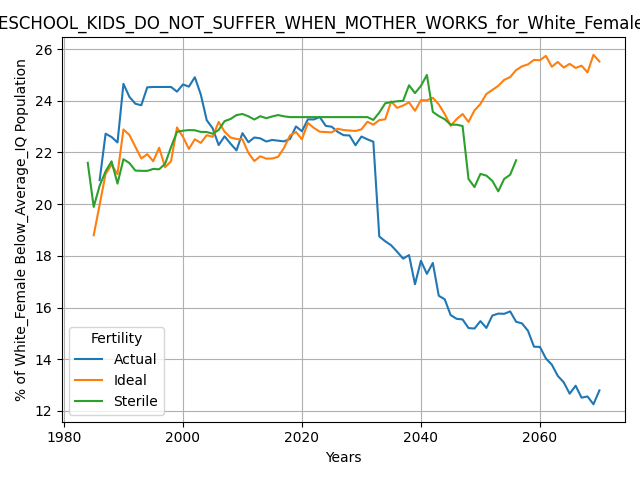 ESCHOOL_KIDS_DO_NOT_SUFFER_WHEN_MOTHER_WORKS_for_White_Female
% of White_Female Below_Average_IQ Population
26
24
22
20
18
16
14
12
Fertility
Actual
Ideal
Sterile
1980
2000
2020
2040
2060
Years